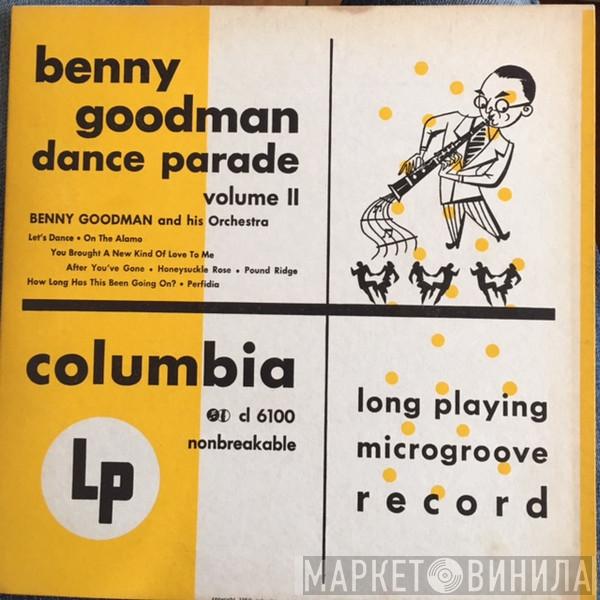 benny
goodman
dance parade
volume II
BENNY GOODMAN and his Orchestra
Let's Dance • On The Alamo
You Brought A New Kind Of Love To Me
After You've Gone • Honeysuckle Rose • Pound Ridge
How Long Has This Been Going On? • Perfidia
columbia
cl 6100
nonbreakable
LP
long playing
microgroove
record
МАРКЕТ ВИНИЛА